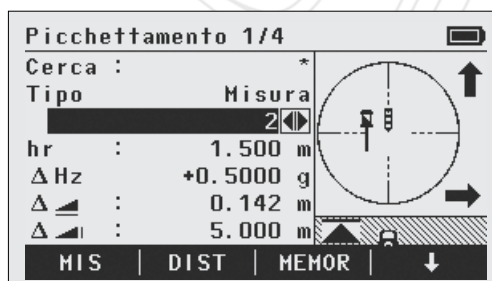 Picchettamento 1/4
Cerca : *
Tipo Misura
2
hr : 1.500 m
ΔHz +0.5000 g
Δ : 0.142 m
Δ : 5.000 m
MIS | DIST | MEMOR | ↓